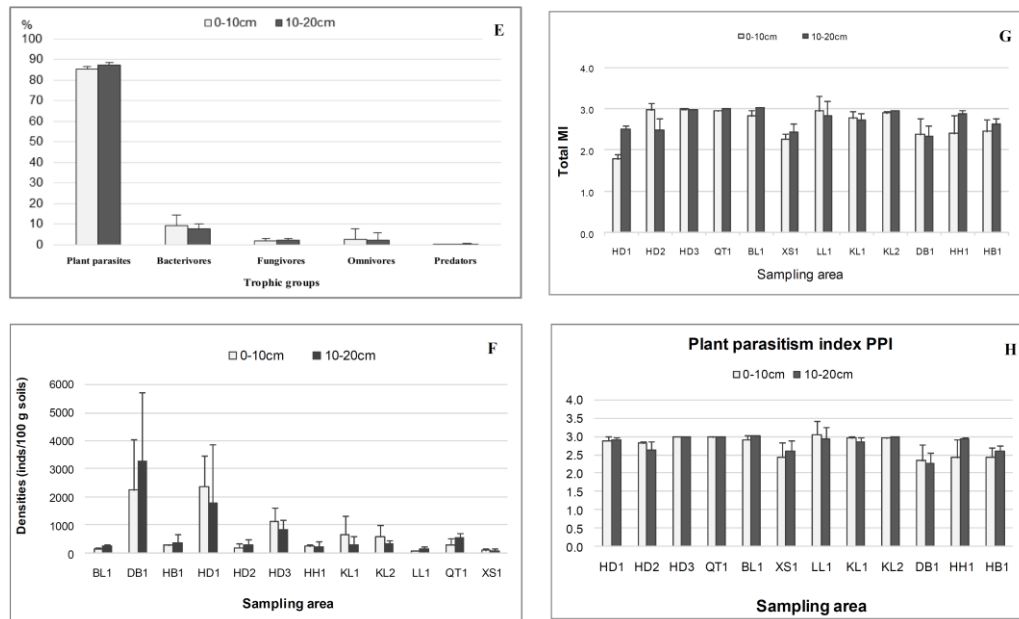 %
0-10cm 10-20cm
E
100
90
80
70
60
50
40
30
20
10
0
Plant parasites Bacterivores Fungivores Omnivores Predators
Trophic groups
0-10cm 10-20cm
G
Total MI
4.0
3.0
2.0
1.0
0.0
HD1 HD2 HD3 QT1 BL1 XS1 LL1 KL1 KL2 DB1 HH1 HB1
Sampling area
0-10cm 10-20cm
F
Densities (inds/100 g soils)
6000
5000
4000
3000
2000
1000
0
BL1 DB1 HB1 HD1 HD2 HD3 HH1 KL1 KL2 LL1 QT1 XS1
Sampling area
Plant parasitism index PPI
H
0-10cm 10-20cm
4.0
3.5
3.0
2.5
2.0
1.5
1.0
0.5
0.0
HD1 HD2 HD3 QT1 BL1 XS1 LL1 KL1 KL2 DB1 HH1 HB1
Sampling area